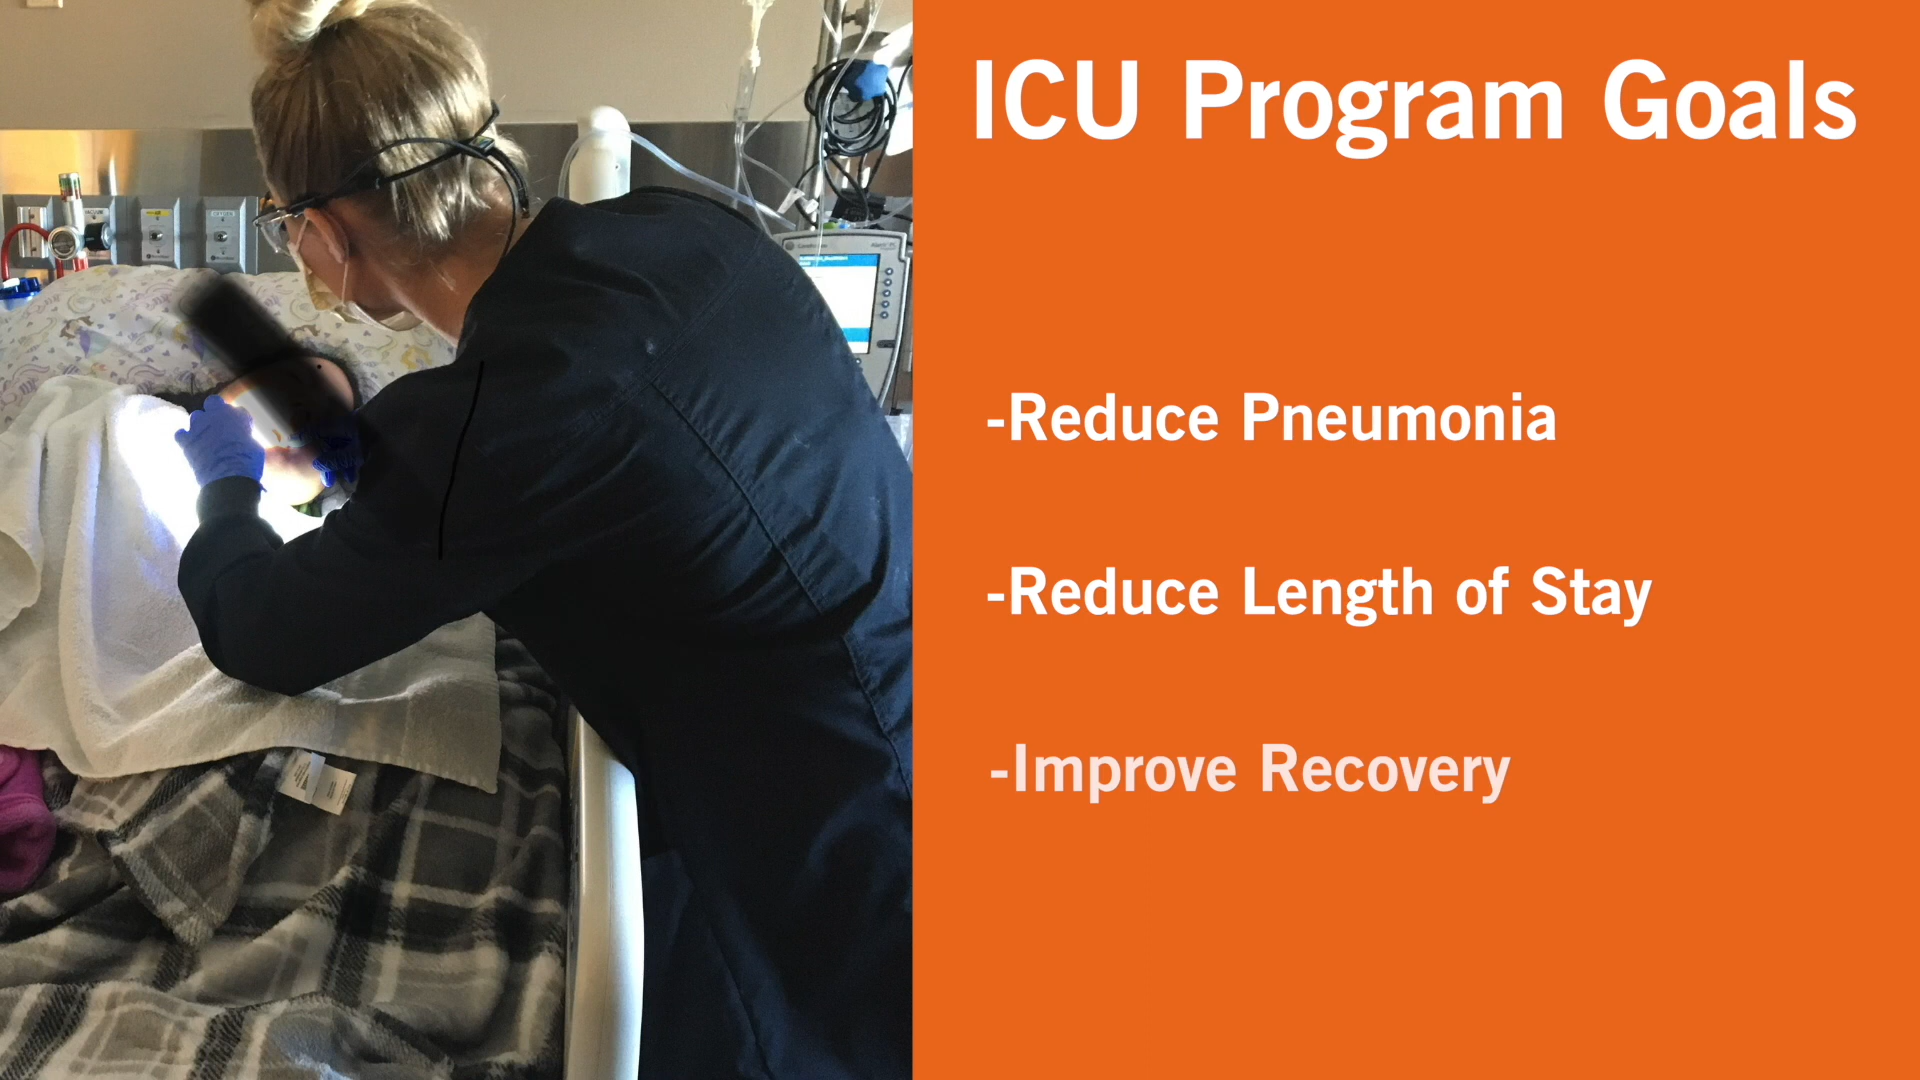 ICU Program Goals
-Reduce Pneumonia
-Reduce Length of Stay
-Improve Recovery